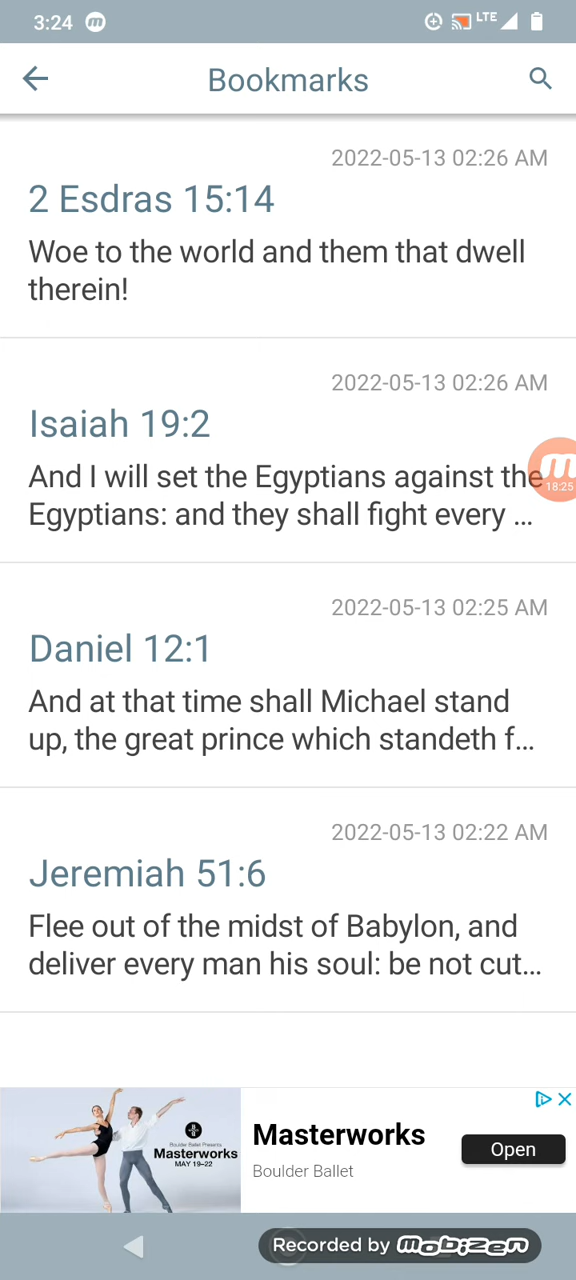 3:24 m LTE
Bookmarks
2022-05-13 02:26 AM
2 Esdras 15:14
Woe to the world and them that dwell
therein!
2022-05-13 02:26 AM
Isaiah 19:2
And I will set the Egyptians against the
Egyptians: and they shall fight every ...
m
18:25
2022-05-13 02:25 AM
Daniel 12:1
And at that time shall Michael stand
up, the great prince which standeth f...
2022-05-13 02:22 AM
Jeremiah 51:6
Flee out of the midst of Babylon, and
deliver every man his soul: be not cut...
Boulder Ballet Presents
Masterworks
MAY 19–22
Masterworks
Boulder Ballet
Open
Recorded by mobizen